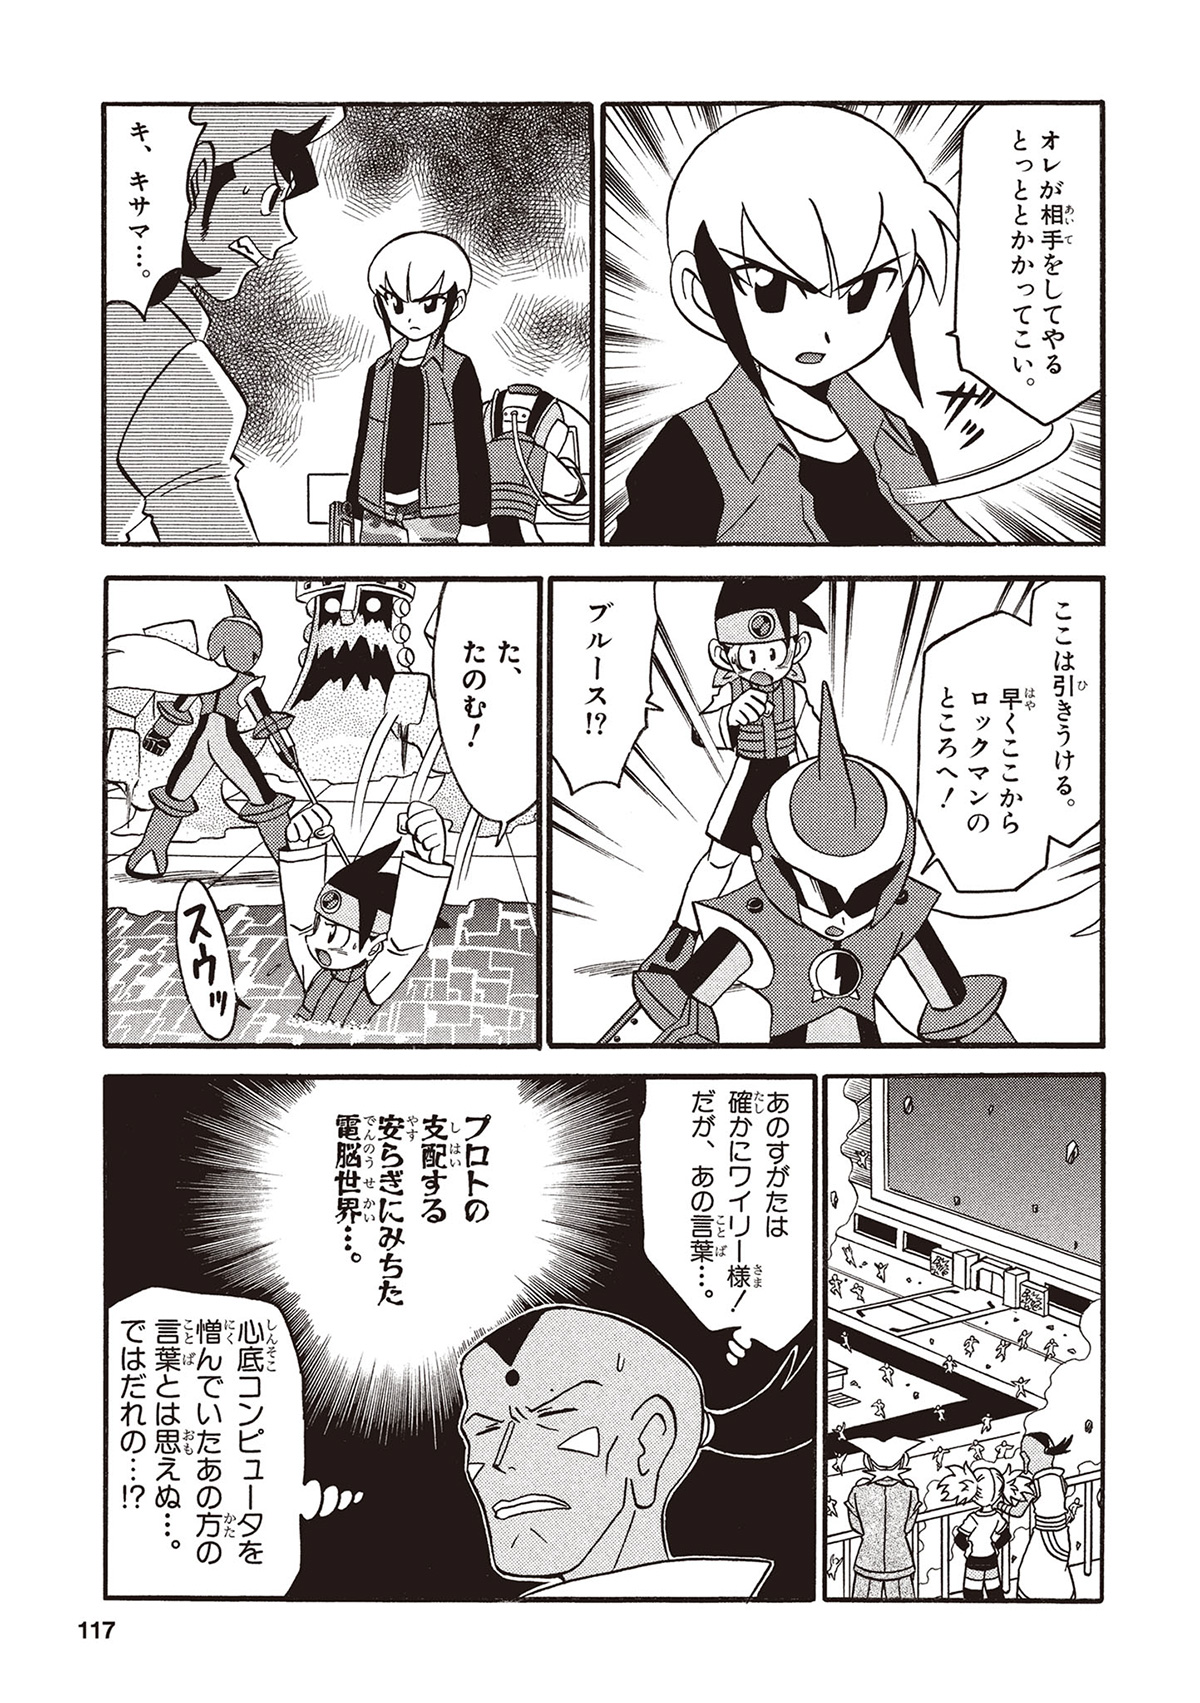 オレが相手をしてやる
とっととかかってこい。
キ、キサマ…。
ここは引きうける。
早くここから
ロックマンの
ところへ!
ブルース!?
た、
たのむ!
スウッ
あのすがたは
確かにワイリー様!
だが、あの言葉…。
プロトの
支配する
安らぎにみちた
電脳世界…。
心底コンピュータを
憎んでいたあの方の
言葉とは思えぬ…。
ではだれの…!?
117